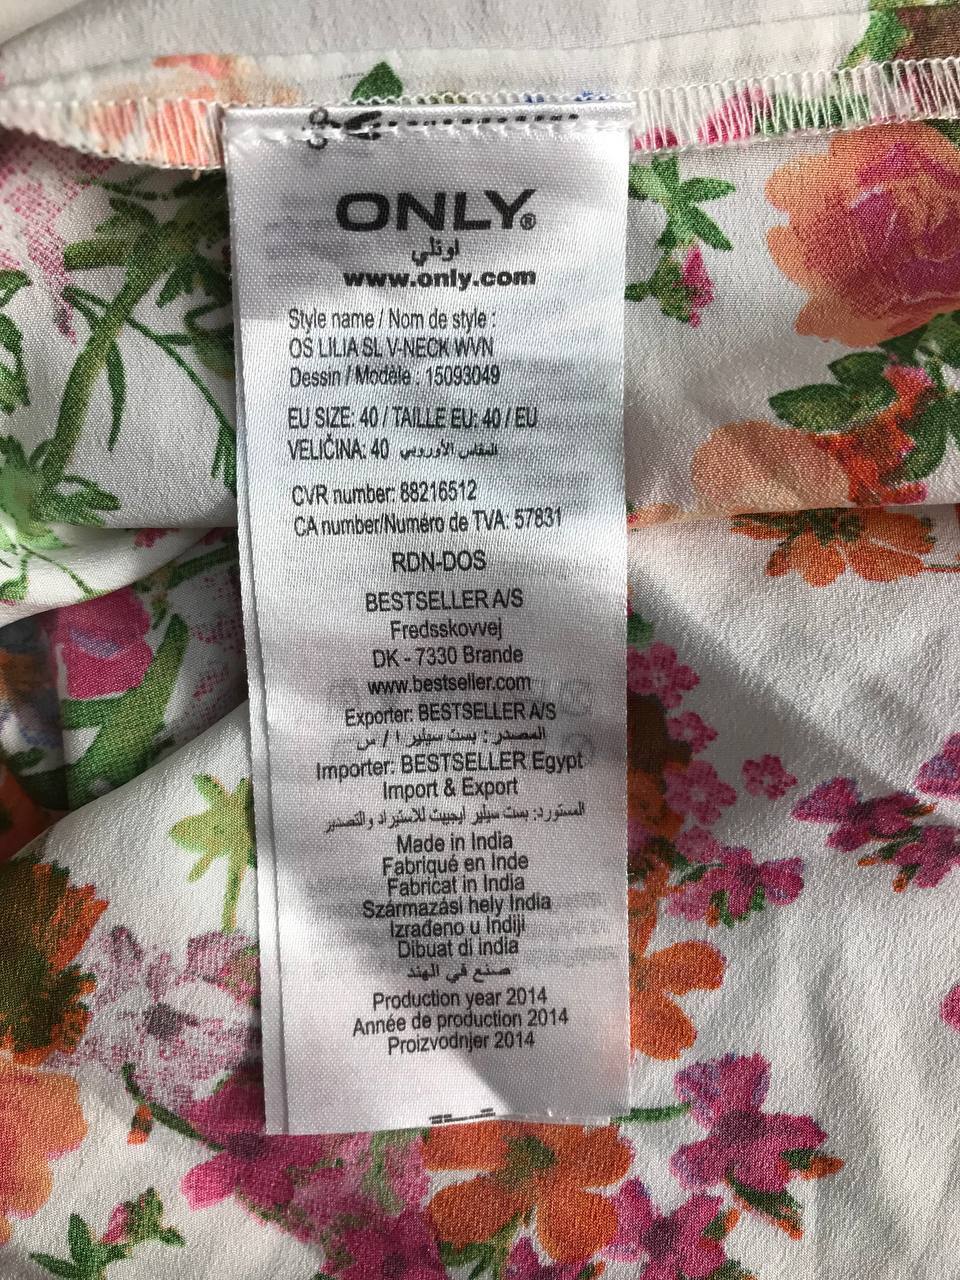 ONLY®
اونلي
www.only.com
Style name / Nom de style :
OS LILIA SL V-NECK WVN
Dessin / Modèle : 15093049
EU SIZE: 40 / TAILLE EU: 40 / EU
VELIČINA: 40 المقاس الأوروبي
CVR number: 88216512
CA number/Numéro de TVA: 57831
RDN-DOS
BESTSELLER A/S
Fredsskovvej
DK - 7330 Brande
www.bestseller.com
Exporter: BESTSELLER A/S
المصدر : بست سيلير ا / س
Importer: BESTSELLER Egypt
Import & Export
المستورد: بست سيلير ايجيبت للاستيراد والتصدير
Made in India
Fabriqué en Inde
Fabricat in India
Származási hely India
Izrađeno u Indiji
Dibuat di india
صنع في الهند
Production year 2014
Année de production 2014
Proizvodnjer 2014